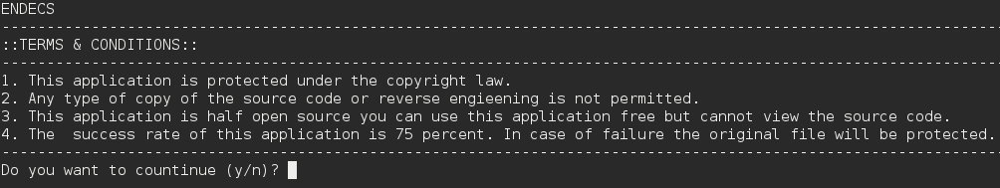 ENDECS
--------------------------------------------------------------------------------------------------------------------------------
::TERMS & CONDITIONS::
--------------------------------------------------------------------------------------------------------------------------------
1. This application is protected under the copyright law.
2. Any type of copy of the source code or reverse engieening is not permitted.
3. This application is half open source you can use this application free but cannot view the source code.
4. The  success rate of this application is 75 percent. In case of failure the original file will be protected.
--------------------------------------------------------------------------------------------------------------------------------
Do you want to countinue (y/n)?